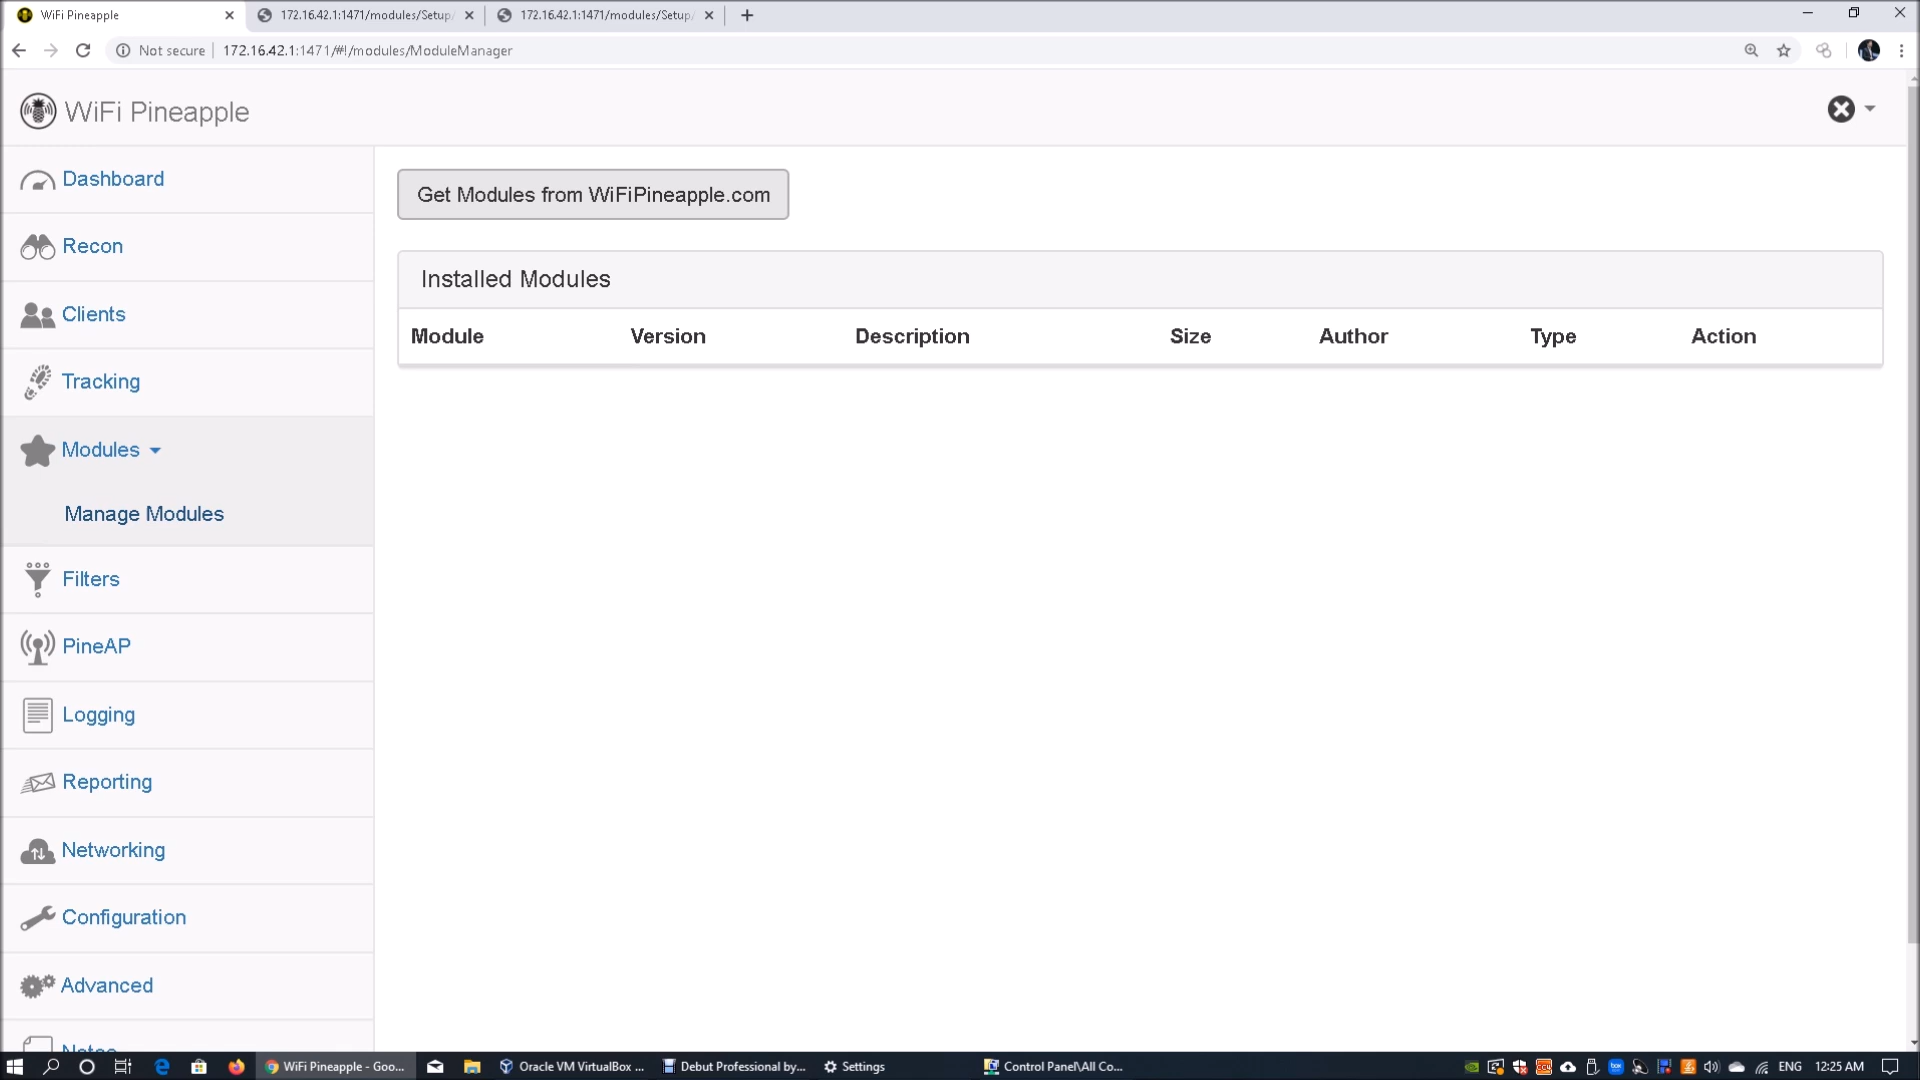 WiFi Pineapple
172.16.42.1:1471/modules/Setup/
172.16.42.1:1471/modules/Setup/
Not secure | 172.16.42.1:1471/#!/modules/ModuleManager
WiFi Pineapple
Dashboard
Recon
Clients
Tracking
Modules
Manage Modules
Filters
PineAP
Logging
Reporting
Networking
Configuration
Advanced
Notes
Get Modules from WiFiPineapple.com
Installed Modules
Module Version Description Size Author Type Action
WiFi Pineapple - Goo...
Oracle VM VirtualBox ...
Debut Professional by...
Settings
Control Panel\All Co...
ENG
12:25 AM